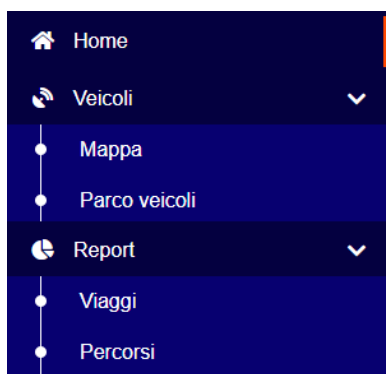 Home
Veicoli
Mappa
Parco veicoli
Report
Viaggi
Percorsi